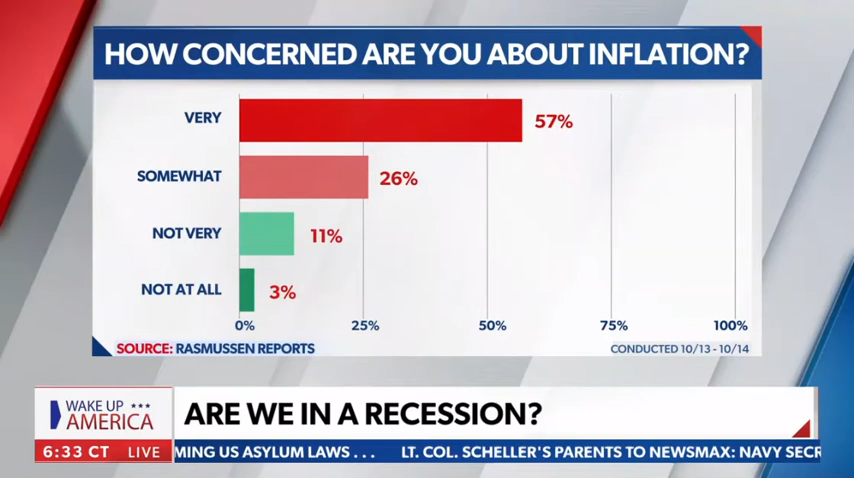 HOW CONCERNED ARE YOU ABOUT INFLATION?
VERY 57%
SOMEWHAT 26%
NOT VERY 11%
NOT AT ALL 3%
0% 25% 50% 75% 100%
SOURCE: RASMUSSEN REPORTS CONDUCTED 10/13 - 10/14
WAKE UP
AMERICA
ARE WE IN A RECESSION?
6:33 CT LIVE MING US ASYLUM LAWS . . . LT. COL. SCHELLER'S PARENTS TO NEWSMAX: NAVY SECR